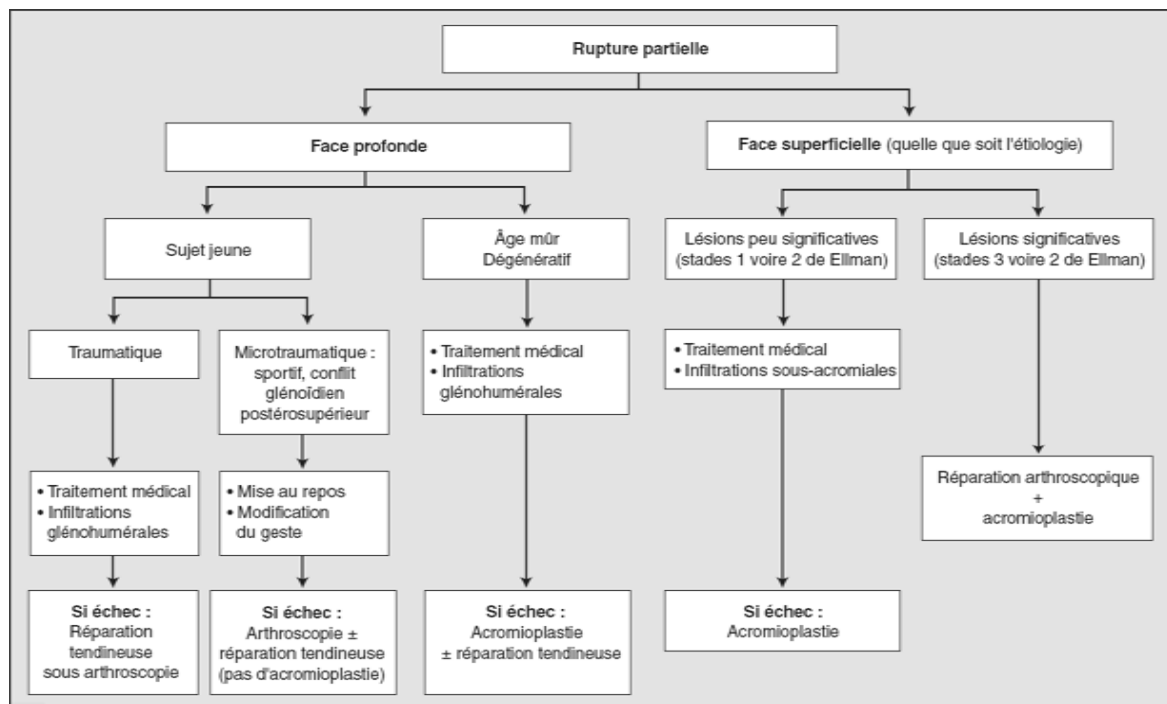 Rupture partielle
Face profonde
Face superficielle (quelle que soit l'étiologie)
Sujet jeune
Âge mûr
Dégénératif
Lésions peu significatives
(stades 1 voire 2 de Ellman)
Lésions significatives
(stades 3 voire 2 de Ellman)
Traumatique
Microtraumatique :
sportif, conflit
glénoïdien
postérosupérieur
• Traitement médical
• Infiltrations
glénohumérales
• Traitement médical
• Infiltrations sous-acromiales
• Traitement médical
• Infiltrations
glénohumérales
• Mise au repos
• Modification
du geste
Réparation arthroscopique
+
acromioplastie
Si échec :
Réparation
tendineuse
sous arthroscopie
Si échec :
Arthroscopie ±
réparation tendineuse
(pas d'acromioplastie)
Si échec :
Acromioplastie
± réparation tendineuse
Si échec :
Acromioplastie